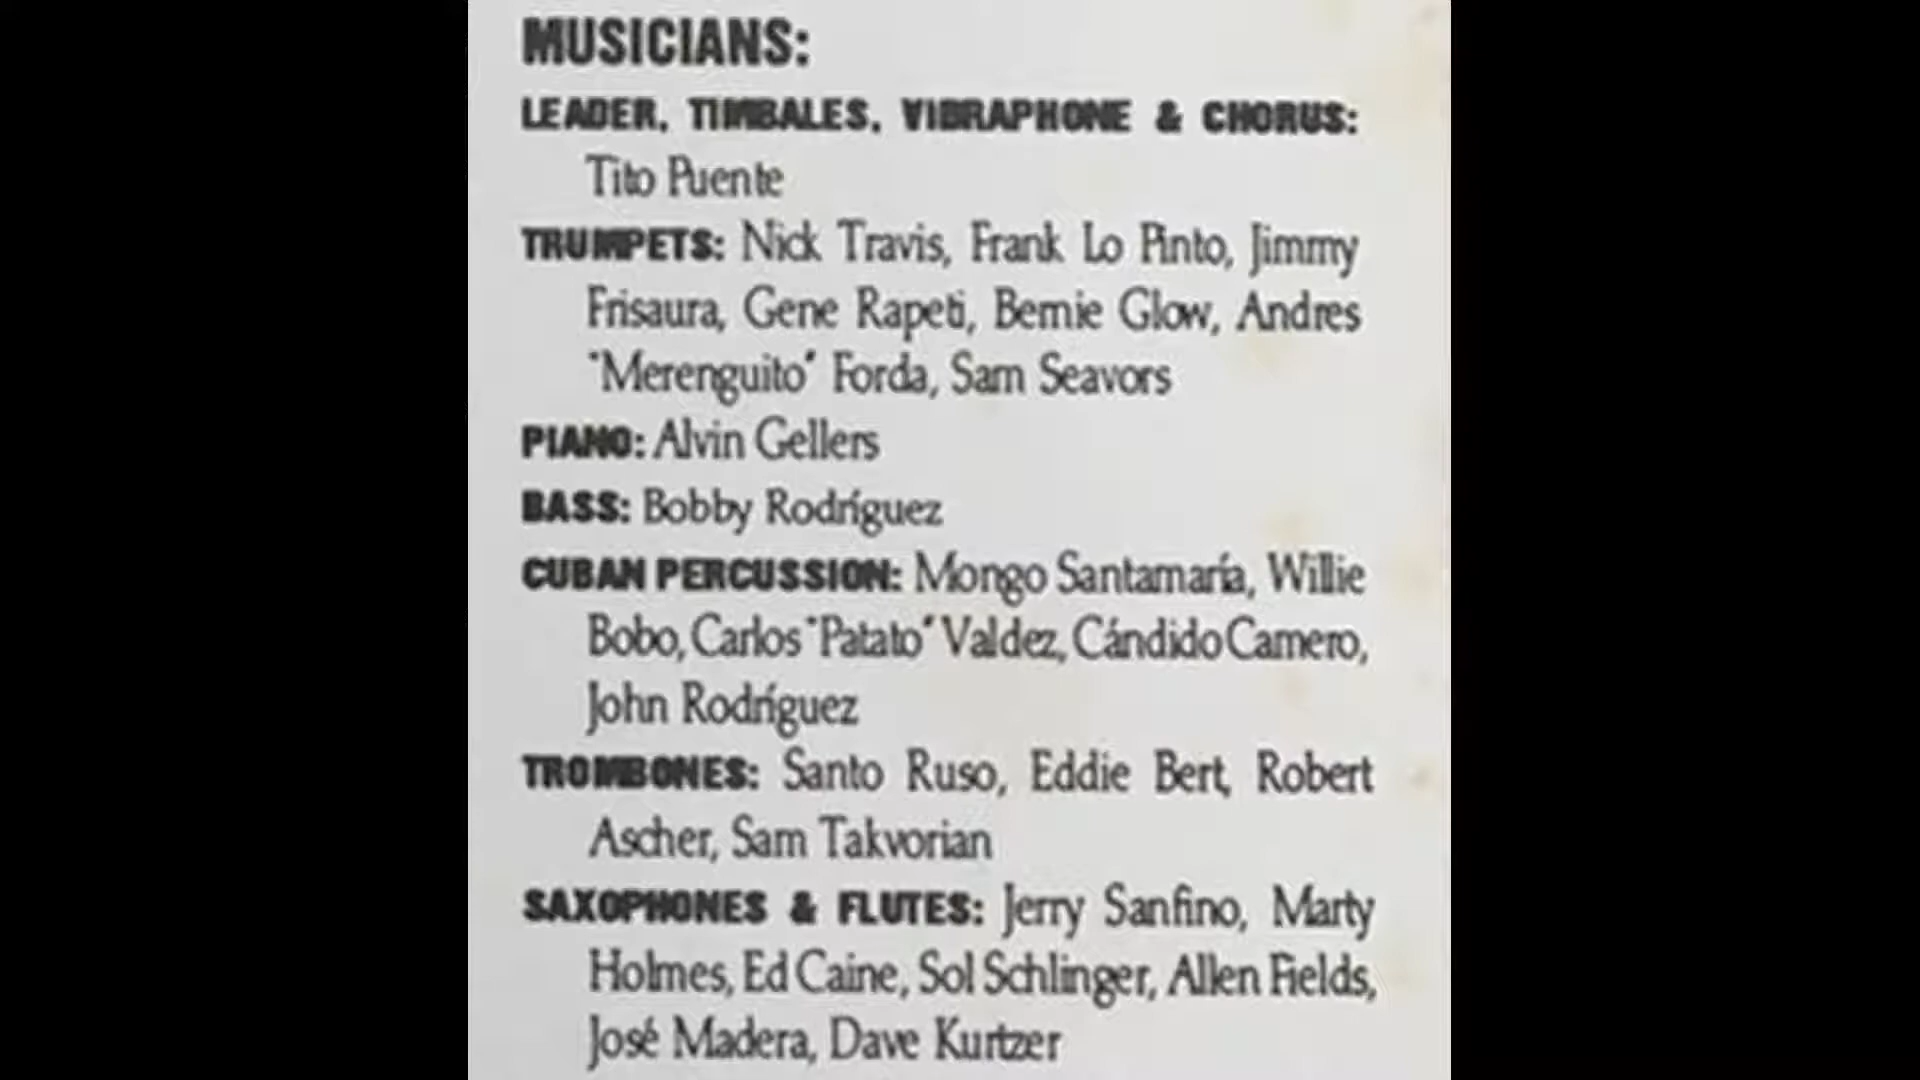 MUSICIANS:
LEADER, TIMBALES, VIBRAPHONE & CHORUS:
Tito Puente
TRUMPETS: Nick Travis, Frank Lo Pinto, Jimmy
Frisaura, Gene Rapeti, Bernie Glow, Andres
"Merenguito" Forda, Sam Seavors
PIANO: Alvin Gellers
BASS: Bobby Rodríguez
CUBAN PERCUSSION: Mongo Santamaría, Willie
Bobo, Carlos "Patato" Valdez, Cándido Camero,
John Rodríguez
TROMBONES: Santo Ruso, Eddie Bert, Robert
Ascher, Sam Takvorian
SAXOPHONES & FLUTES: Jerry Sanfino, Marty
Holmes, Ed Caine, Sol Schlinger, Allen Fields,
José Madera, Dave Kurtzer